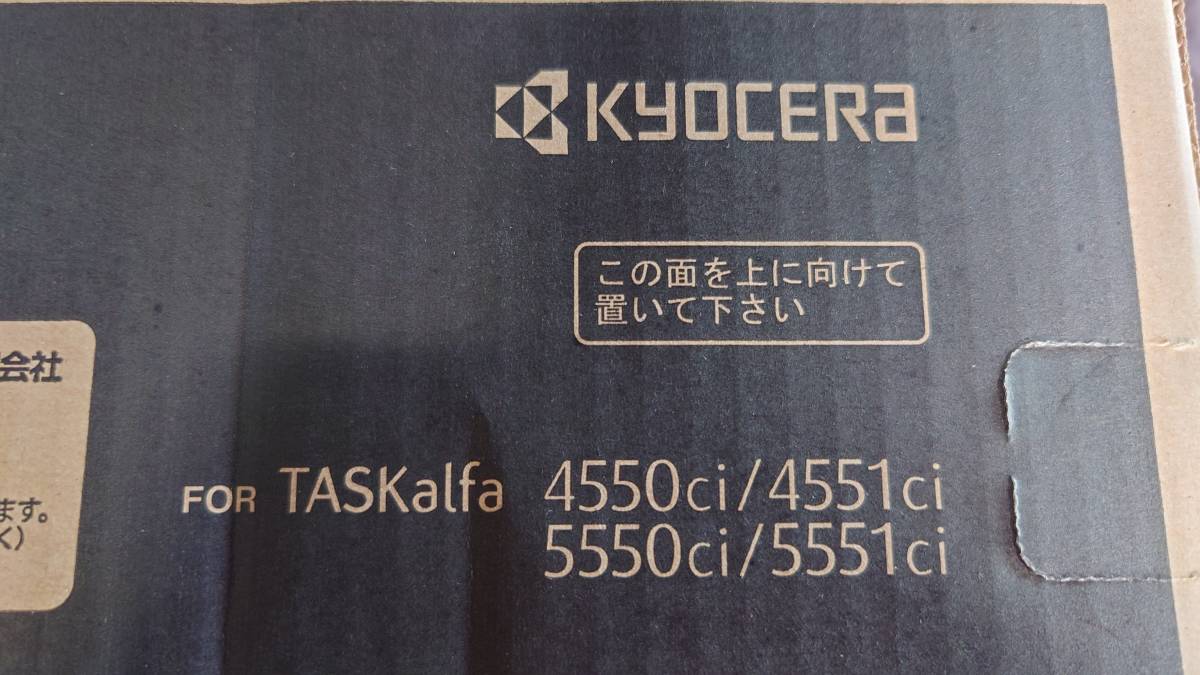 KYOCERA
この面を上に向けて
置いて下さい
会社
ます。
く）
FOR TASKalfa 4550ci/4551ci
5550ci/5551ci